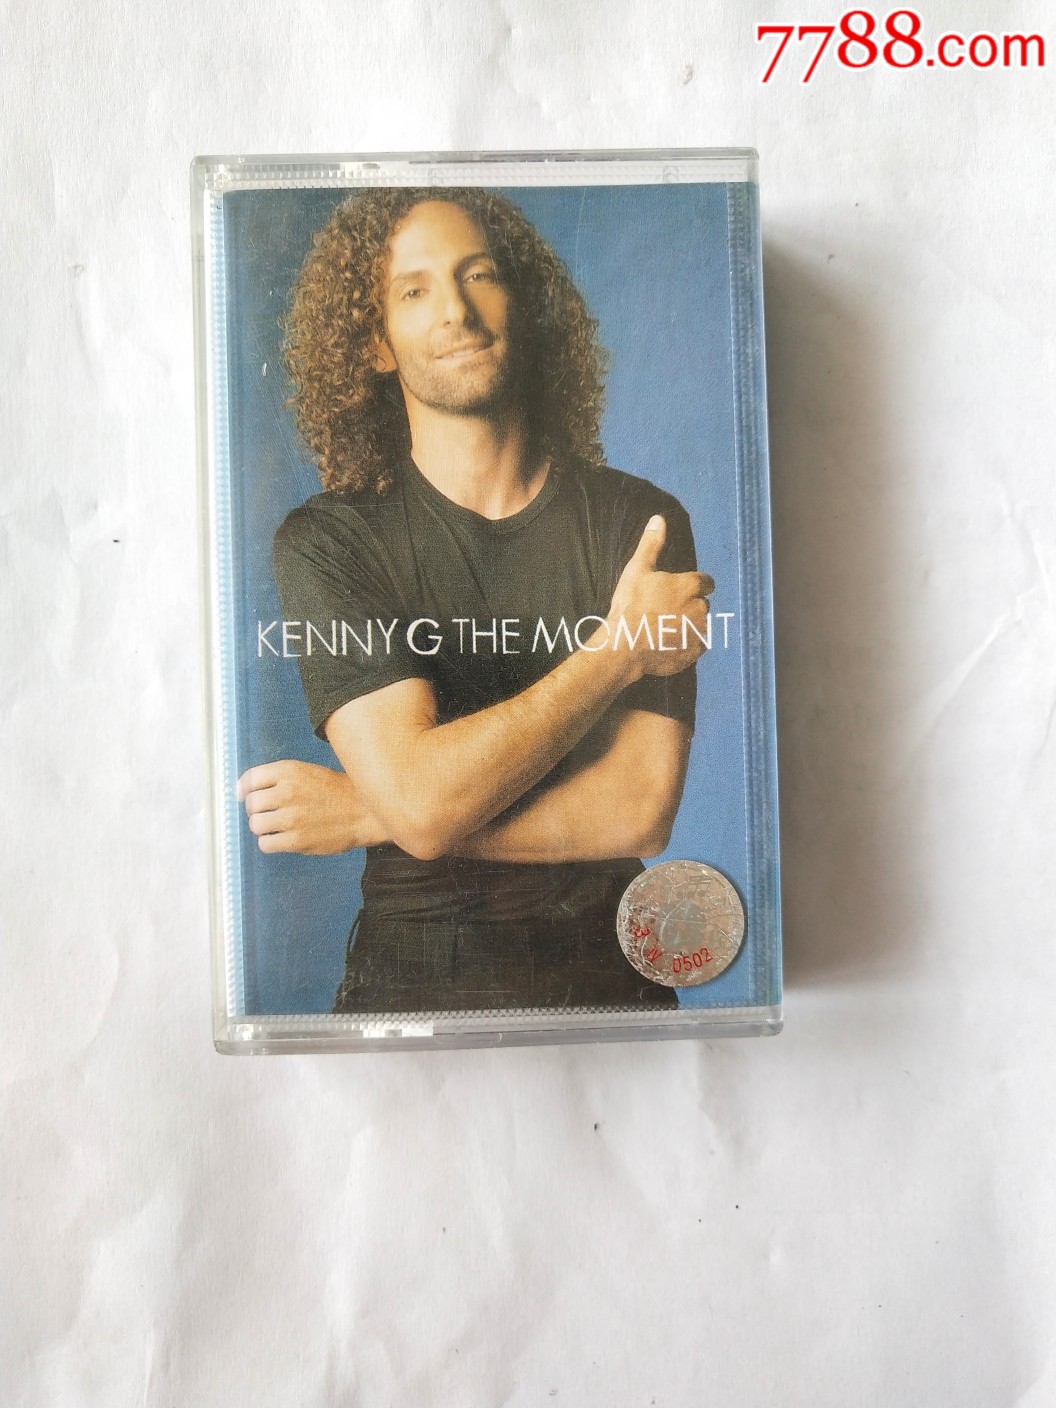 7788.com
KENNY G THE MOMENT
0502